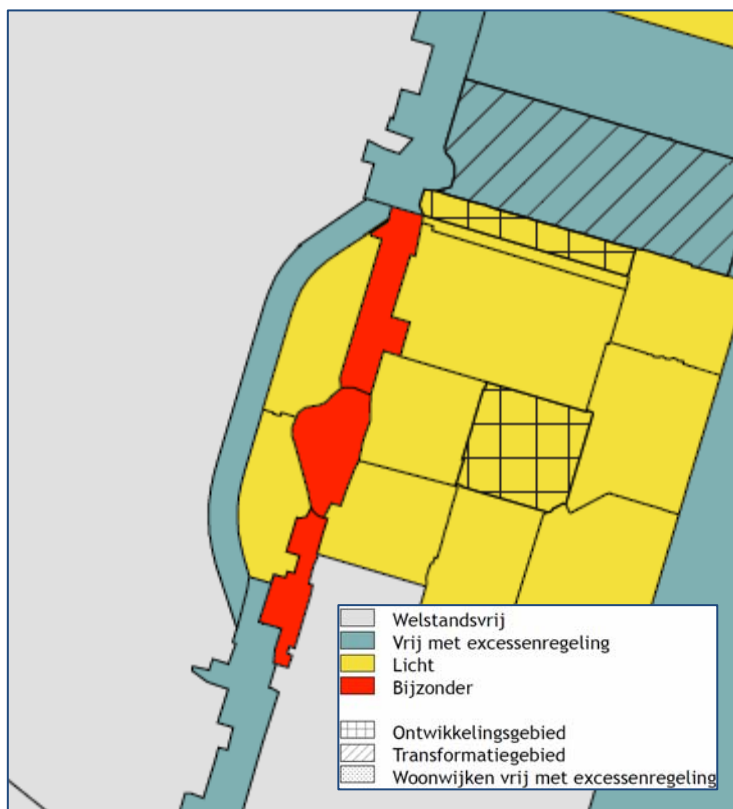 Welstandsvrij
Vrij met excessenregeling
Licht
Bijzonder
Ontwikkelingsgebied
Transformatiegebied
Woonwijken vrij met excessenregeling